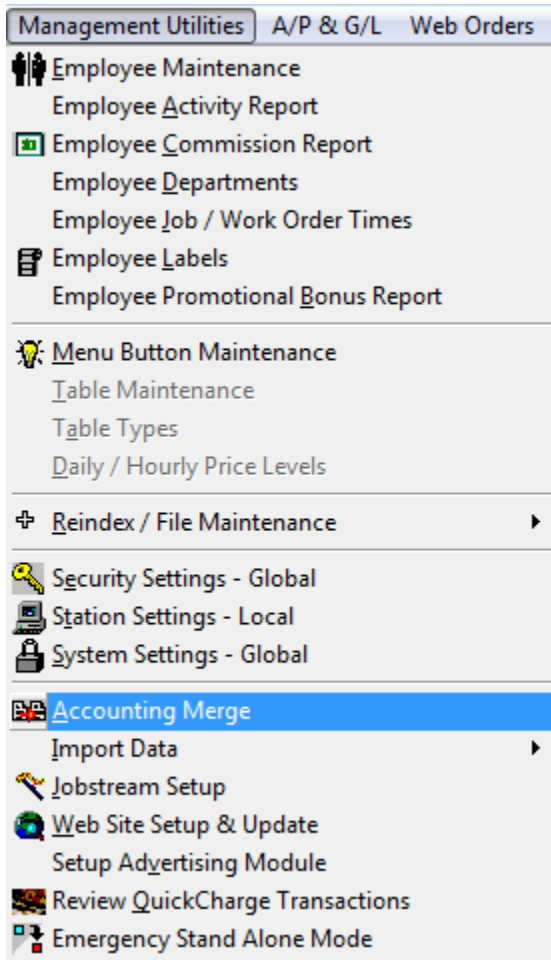 Management Utilities A/P & G/L Web Orders
Employee Maintenance
Employee Activity Report
Employee Commission Report
Employee Departments
Employee Job / Work Order Times
Employee Labels
Employee Promotional Bonus Report
Menu Button Maintenance
Table Maintenance
Table Types
Daily / Hourly Price Levels
Reindex / File Maintenance
Security Settings - Global
Station Settings - Local
System Settings - Global
Accounting Merge
Import Data
Jobstream Setup
Web Site Setup & Update
Setup Advertising Module
Review QuickCharge Transactions
Emergency Stand Alone Mode